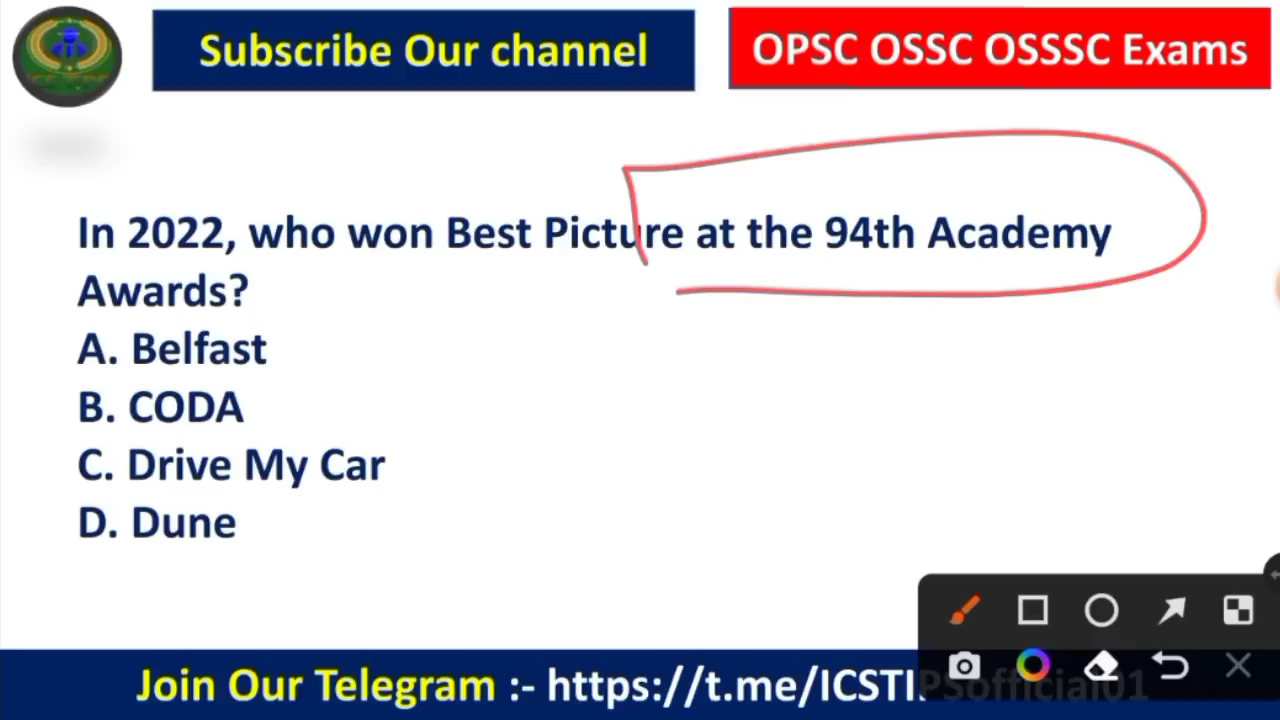 Subscribe Our channel
OPSC OSSC OSSSC Exams
In 2022, who won Best Picture at the 94th Academy
Awards?
A. Belfast
B. CODA
C. Drive My Car
D. Dune
Join Our Telegram :- https://t.me/ICSTIPSofficial01